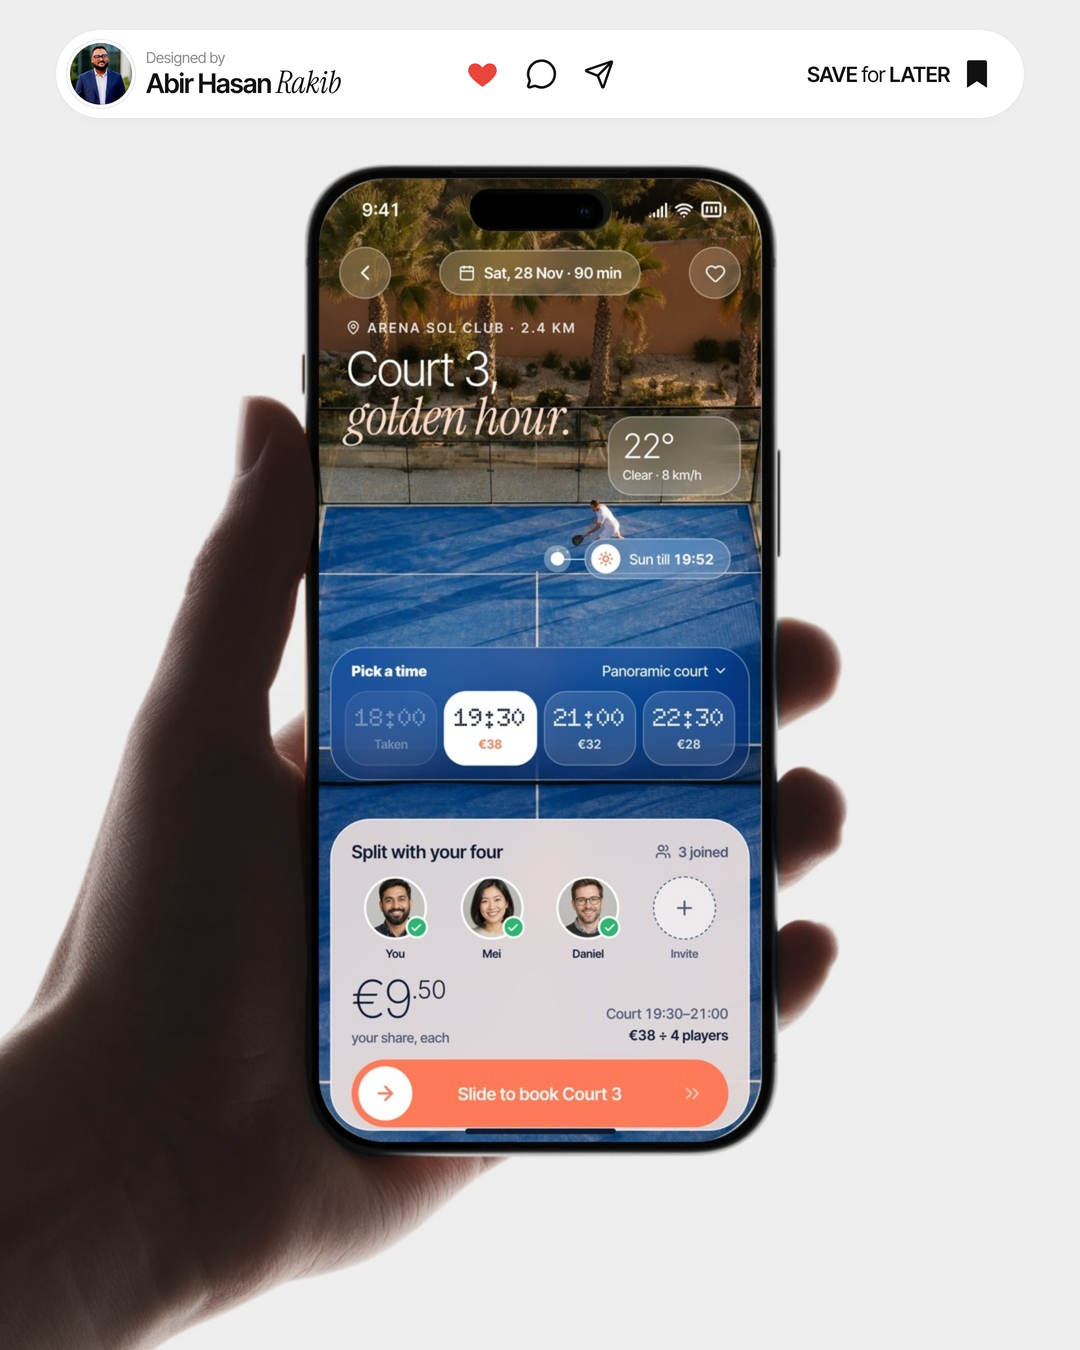 Designed by
Abir Hasan Rakib
SAVE for LATER
9:41
Sat, 28 Nov · 90 min
ARENA SOL CLUB · 2.4 KM
Court 3,
golden hour.
22°
Clear · 8 km/h
Sun till 19:52
Pick a time
Panoramic court
18:00 19:30 21:00 22:30
Taken €38 €32 €28
Split with your four
3 joined
You Mei Daniel Invite
€9.50
your share, each
Court 19:30–21:00
€38 ÷ 4 players
Slide to book Court 3